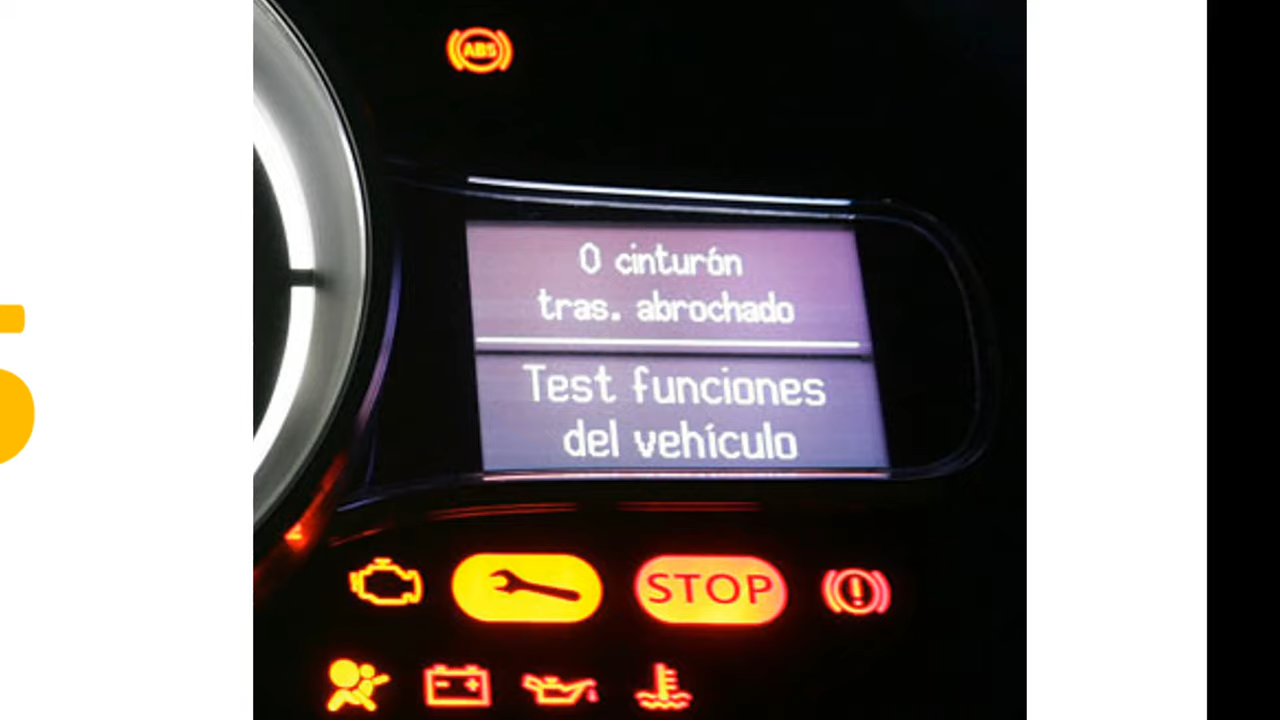 ABS
0 cinturón
tras. abrochado
Test funciones
del vehículo
STOP